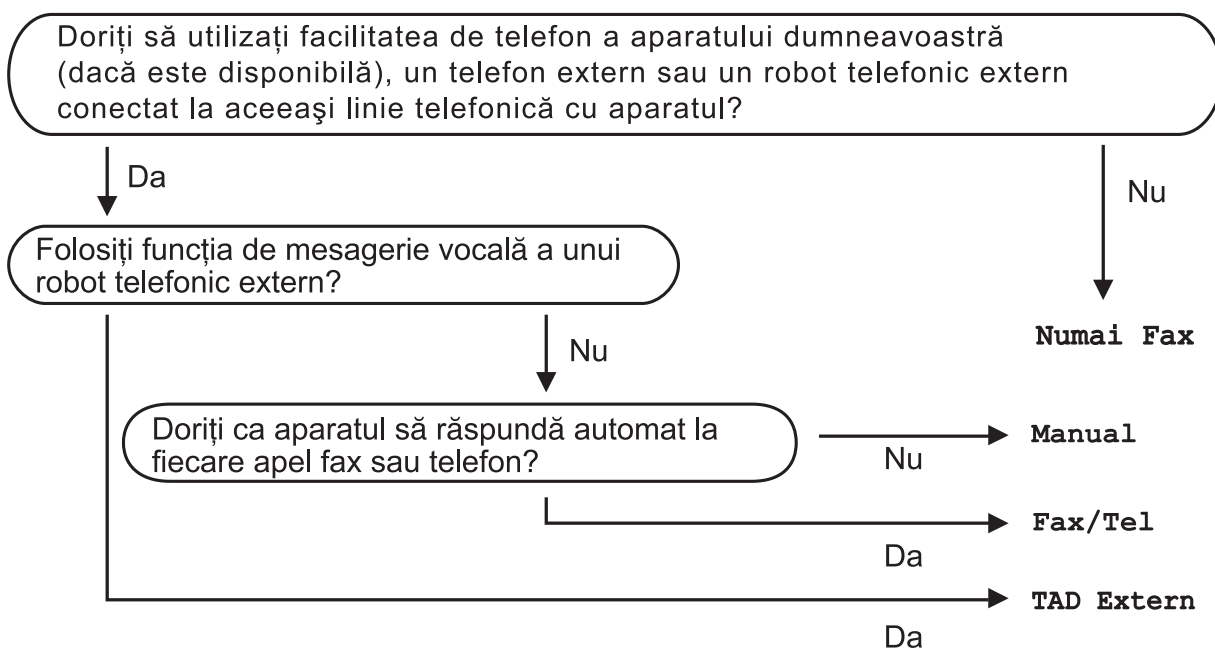 Doriți să utilizați facilitatea de telefon a aparatului dumneavoastră
(dacă este disponibilă), un telefon extern sau un robot telefonic extern
conectat la aceeaşi linie telefonică cu aparatul?
Da
Nu
Folosiți funcția de mesagerie vocală a unui
robot telefonic extern?
Numai Fax
Nu
Doriți ca aparatul să răspundă automat la
fiecare apel fax sau telefon?
Manual
Nu
Fax/Tel
Da
TAD Extern
Da